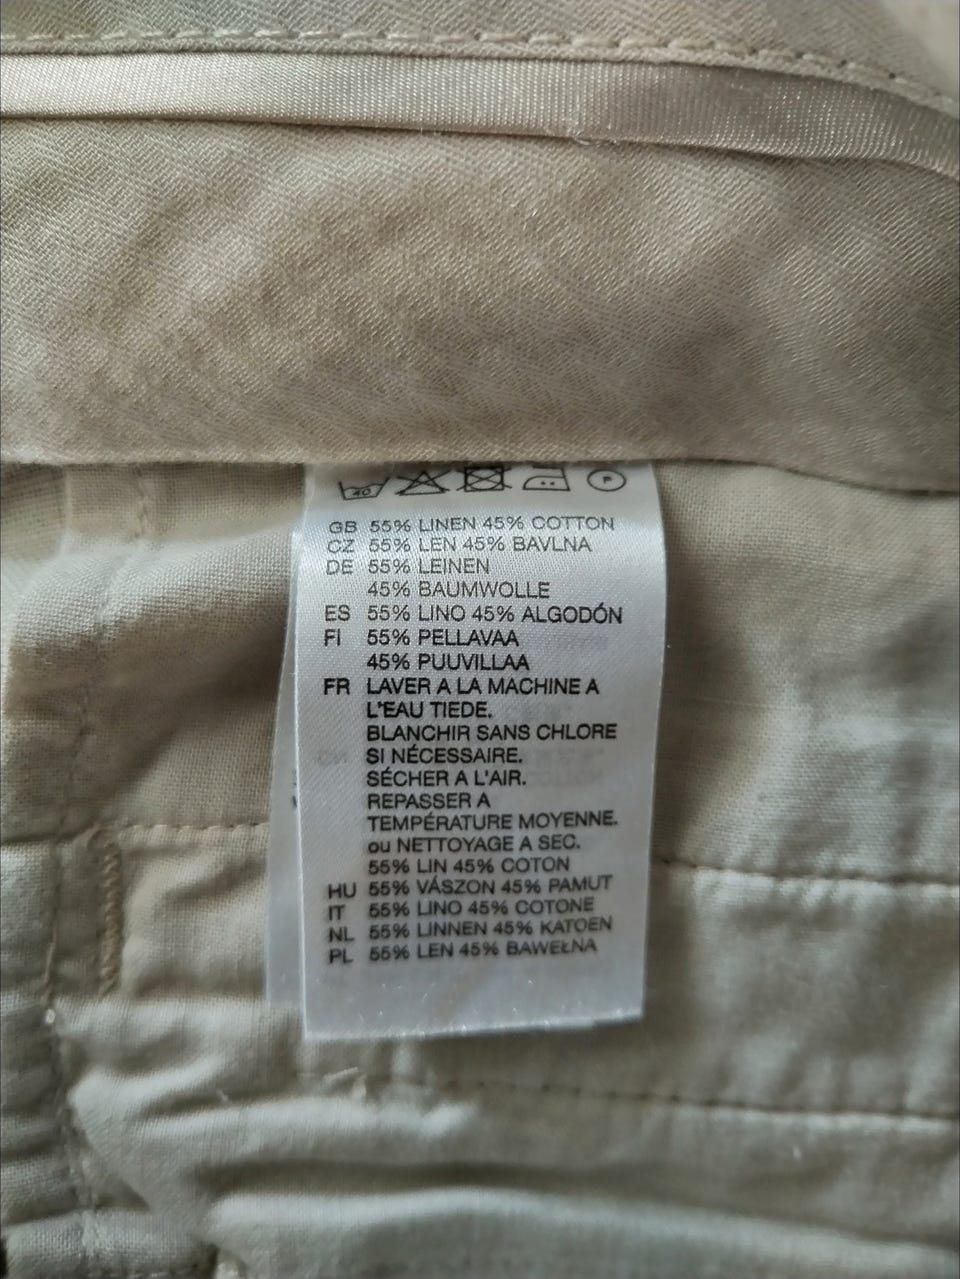 40 P
GB 55% LINEN 45% COTTON
CZ 55% LEN 45% BAVLNA
DE 55% LEINEN
45% BAUMWOLLE
ES 55% LINO 45% ALGODÓN
FI 55% PELLAVAA
45% PUUVILLAA
FR LAVER A LA MACHINE A
L'EAU TIEDE.
BLANCHIR SANS CHLORE
SI NÉCESSAIRE.
SÉCHER A L'AIR.
REPASSER A
TEMPÉRATURE MOYENNE.
ou NETTOYAGE A SEC.
55% LIN 45% COTON
HU 55% VÁSZON 45% PAMUT
IT 55% LINO 45% COTONE
NL 55% LINNEN 45% KATOEN
PL 55% LEN 45% BAWEŁNA